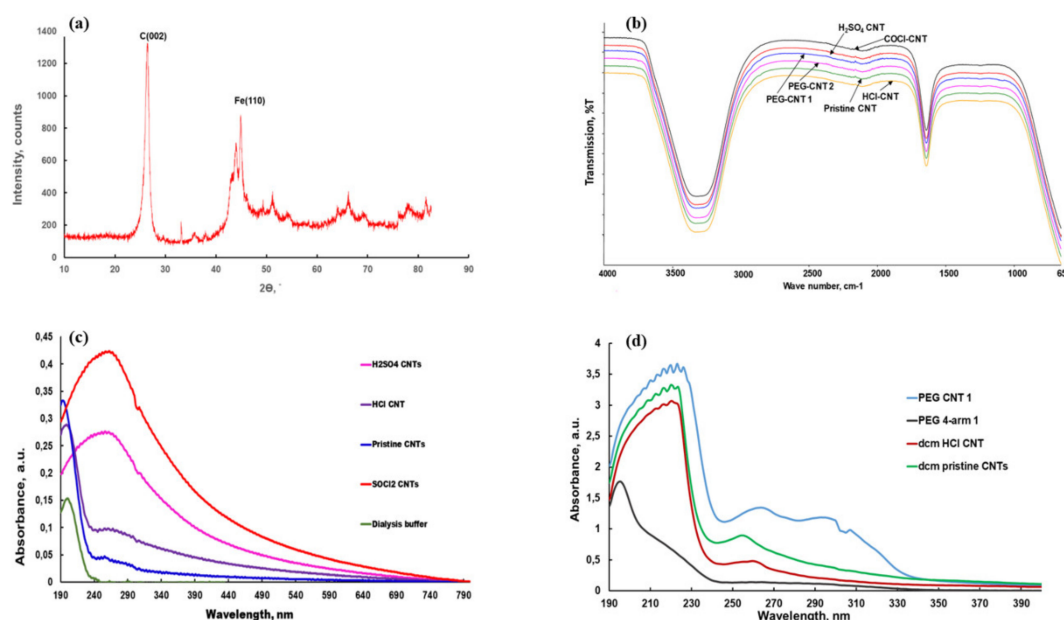 (a)
C(002)
Fe(110)
Intensity, counts
1400
1200
1000
800
600
400
200
0
10 20 30 40 50 60 70 80 90
2Θ, °
(b)
H₂SO₄ CNT
COCl-CNT
PEG-CNT 2
PEG-CNT 1
Pristine CNT
HCl-CNT
Transmission, %T
4000 3500 3000 2500 2000 1500 1000 65
Wave number, cm-1
(c)
Absorbance, a.u.
0,45
0,4
0,35
0,3
0,25
0,2
0,15
0,1
0,05
0
190 240 290 340 390 440 490 540 590 640 690 740 790
Wavelength, nm
H2SO4 CNTs
HCl CNT
Pristine CNTs
SOCl2 CNTs
Dialysis buffer
(d)
Absorbance, a.u.
4
3,5
3
2,5
2
1,5
1
0,5
0
190 210 230 250 270 290 310 330 350 370 390
Wavelength, nm
PEG CNT 1
PEG 4-arm 1
dcm HCl CNT
dcm pristine CNTs